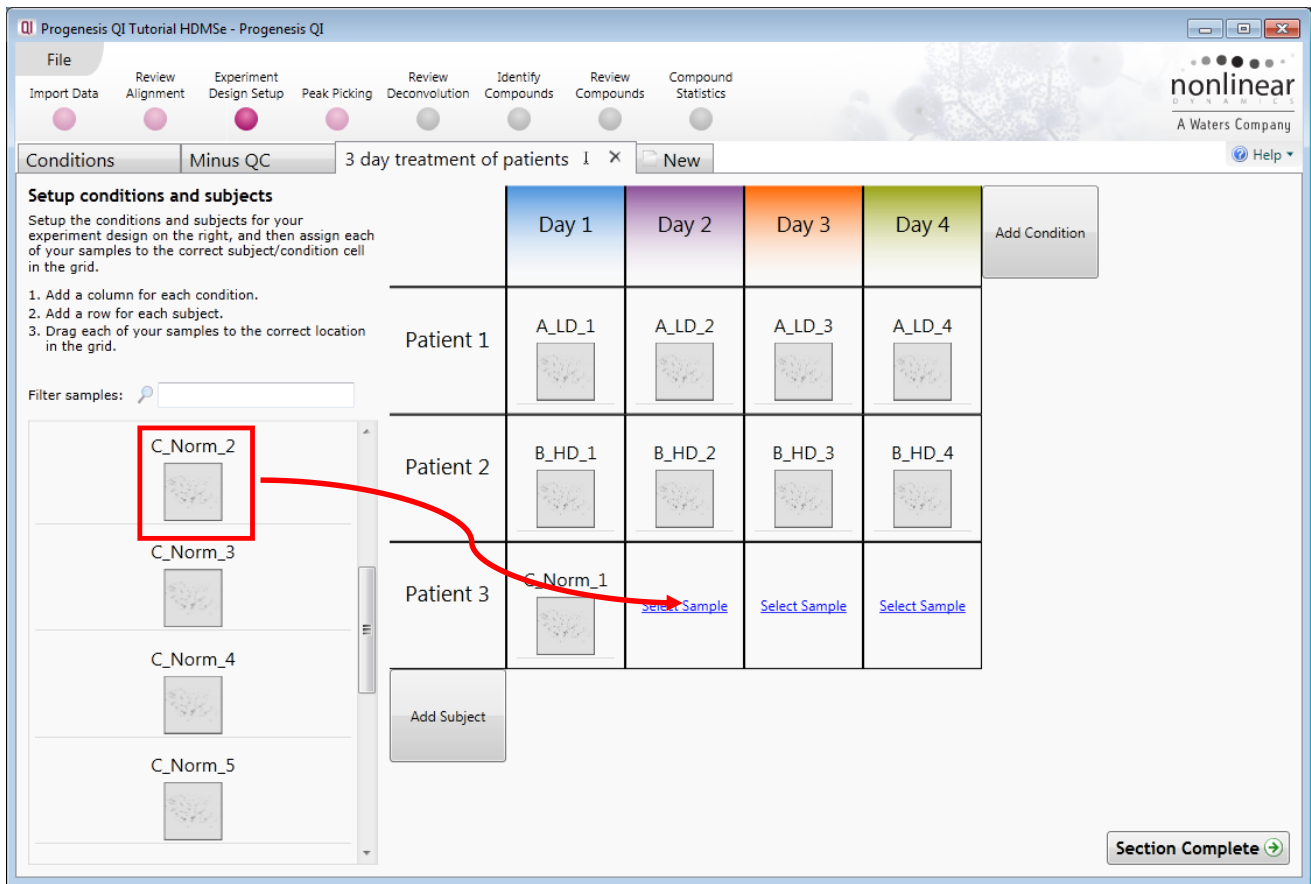 QI Progenesis QI Tutorial HDMSe - Progenesis QI
File
Import Data
Review
Alignment
Experiment
Design Setup
Peak Picking
Review
Deconvolution
Identify
Compounds
Review
Compounds
Compound
Statistics
nonlinear
DYNAMICS
A Waters Company
Conditions
Minus QC
3 day treatment of patients
New
Help
Setup conditions and subjects
Setup the conditions and subjects for your
experiment design on the right, and then assign each
of your samples to the correct subject/condition cell
in the grid.
1. Add a column for each condition.
2. Add a row for each subject.
3. Drag each of your samples to the correct location
in the grid.
Filter samples:
C_Norm_2
C_Norm_3
C_Norm_4
C_Norm_5
Day 1 Day 2 Day 3 Day 4
Add Condition
Patient 1
A_LD_1 A_LD_2 A_LD_3 A_LD_4
Patient 2
B_HD_1 B_HD_2 B_HD_3 B_HD_4
Patient 3
C_Norm_1
Select Sample Select Sample Select Sample
Add Subject
Section Complete